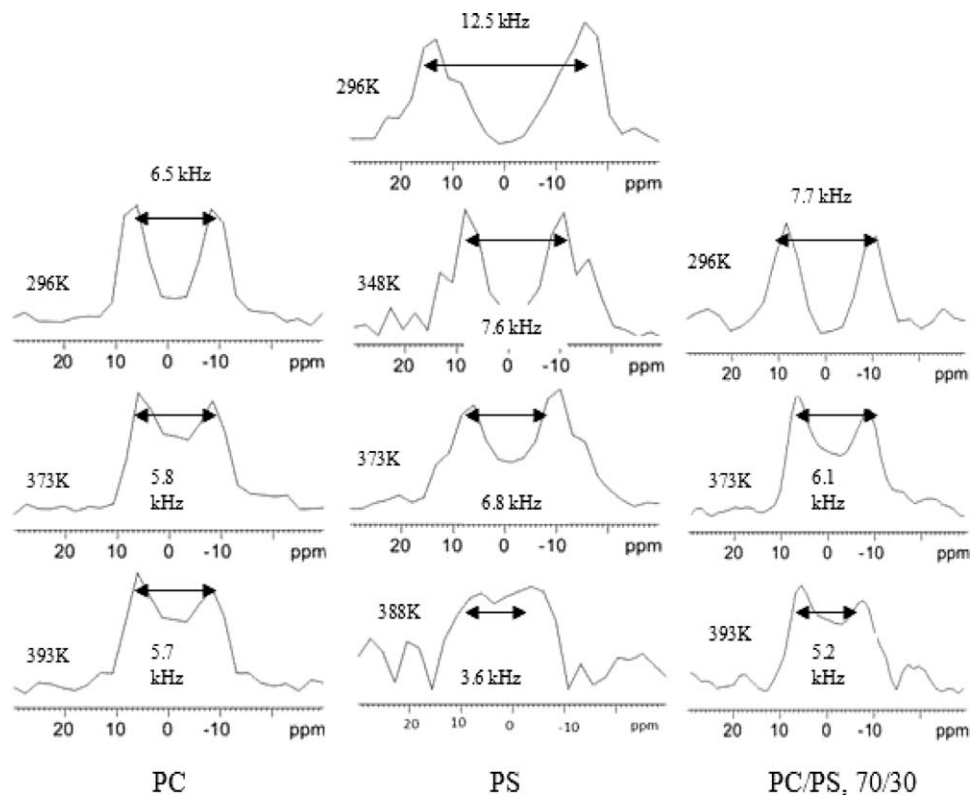 12.5 kHz
296K
20 10 0 -10 ppm
6.5 kHz
296K
20 10 0 -10 ppm
348K
7.6 kHz
20 10 0 -10 ppm
7.7 kHz
296K
20 10 0 -10 ppm
373K
5.8
kHz
20 10 0 -10 ppm
373K
6.8 kHz
20 10 0 -10 ppm
373K
6.1
kHz
20 10 0 -10 ppm
393K
5.7
kHz
20 10 0 -10 ppm
388K
3.6 kHz
20 10 0 -10 ppm
393K
5.2
kHz
20 10 0 -10 ppm
PC
PS
PC/PS, 70/30